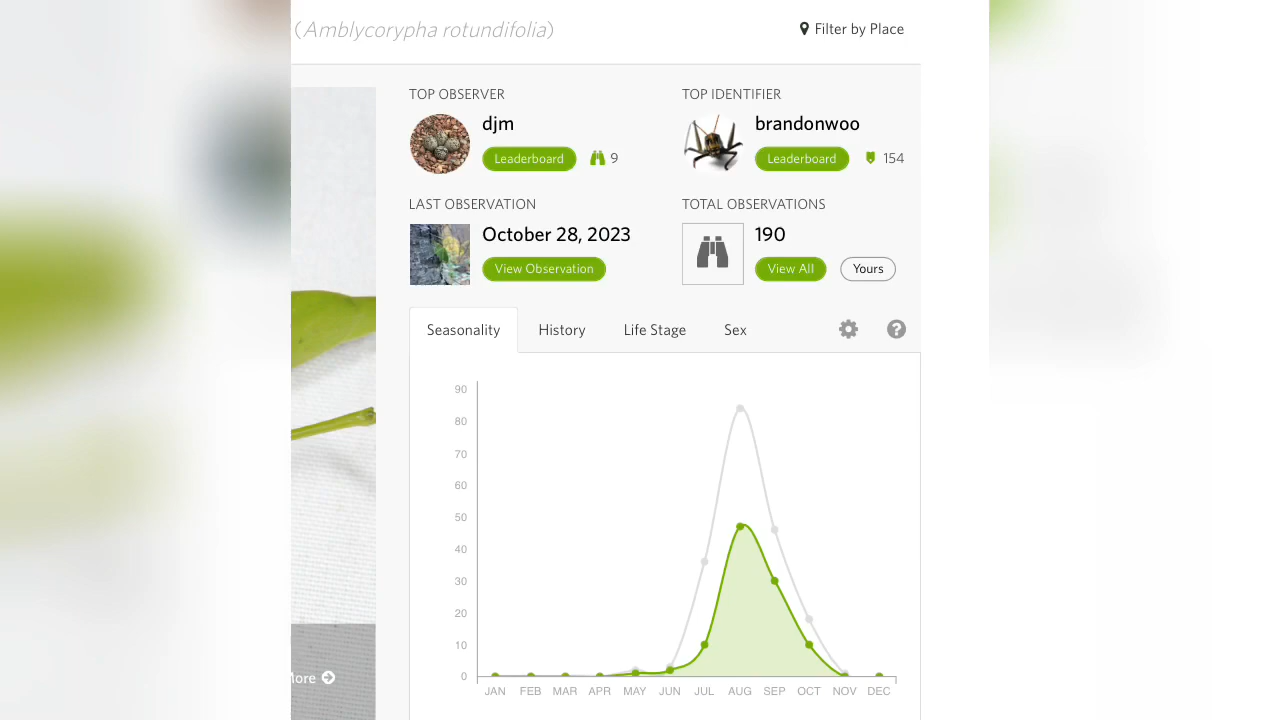 (Amblycorypha rotundifolia)
Filter by Place
TOP OBSERVER
djm
Leaderboard
9
TOP IDENTIFIER
brandonwoo
Leaderboard
154
LAST OBSERVATION
October 28, 2023
View Observation
TOTAL OBSERVATIONS
190
View All
Yours
Seasonality
History
Life Stage
Sex
90
80
70
60
50
40
30
20
10
0
JAN FEB MAR APR MAY JUN JUL AUG SEP OCT NOV DEC